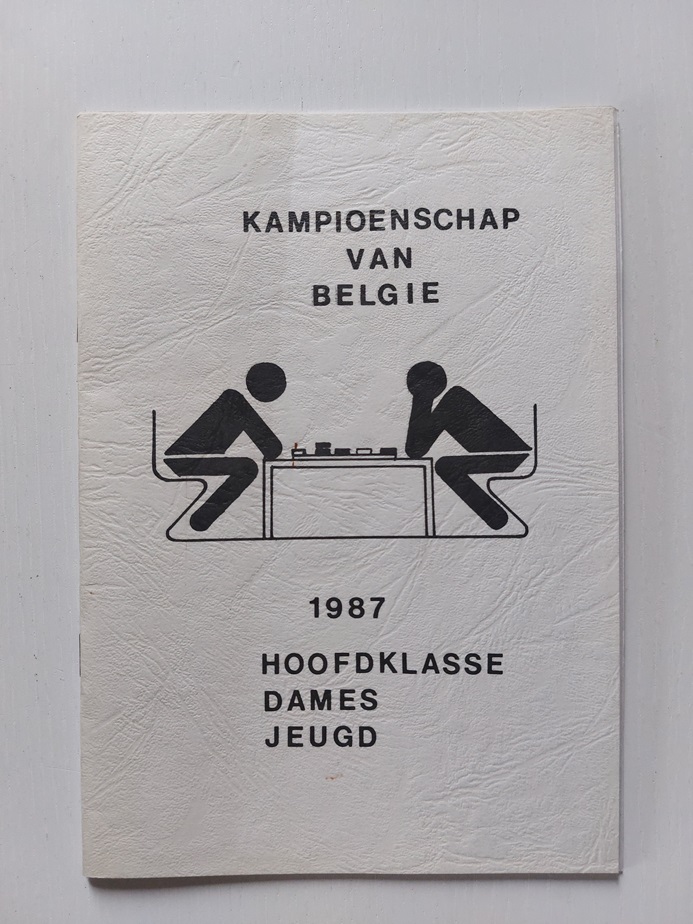 KAMPIOENSCHAP
VAN
BELGIE
1987
HOOFDKLASSE
DAMES
JEUGD